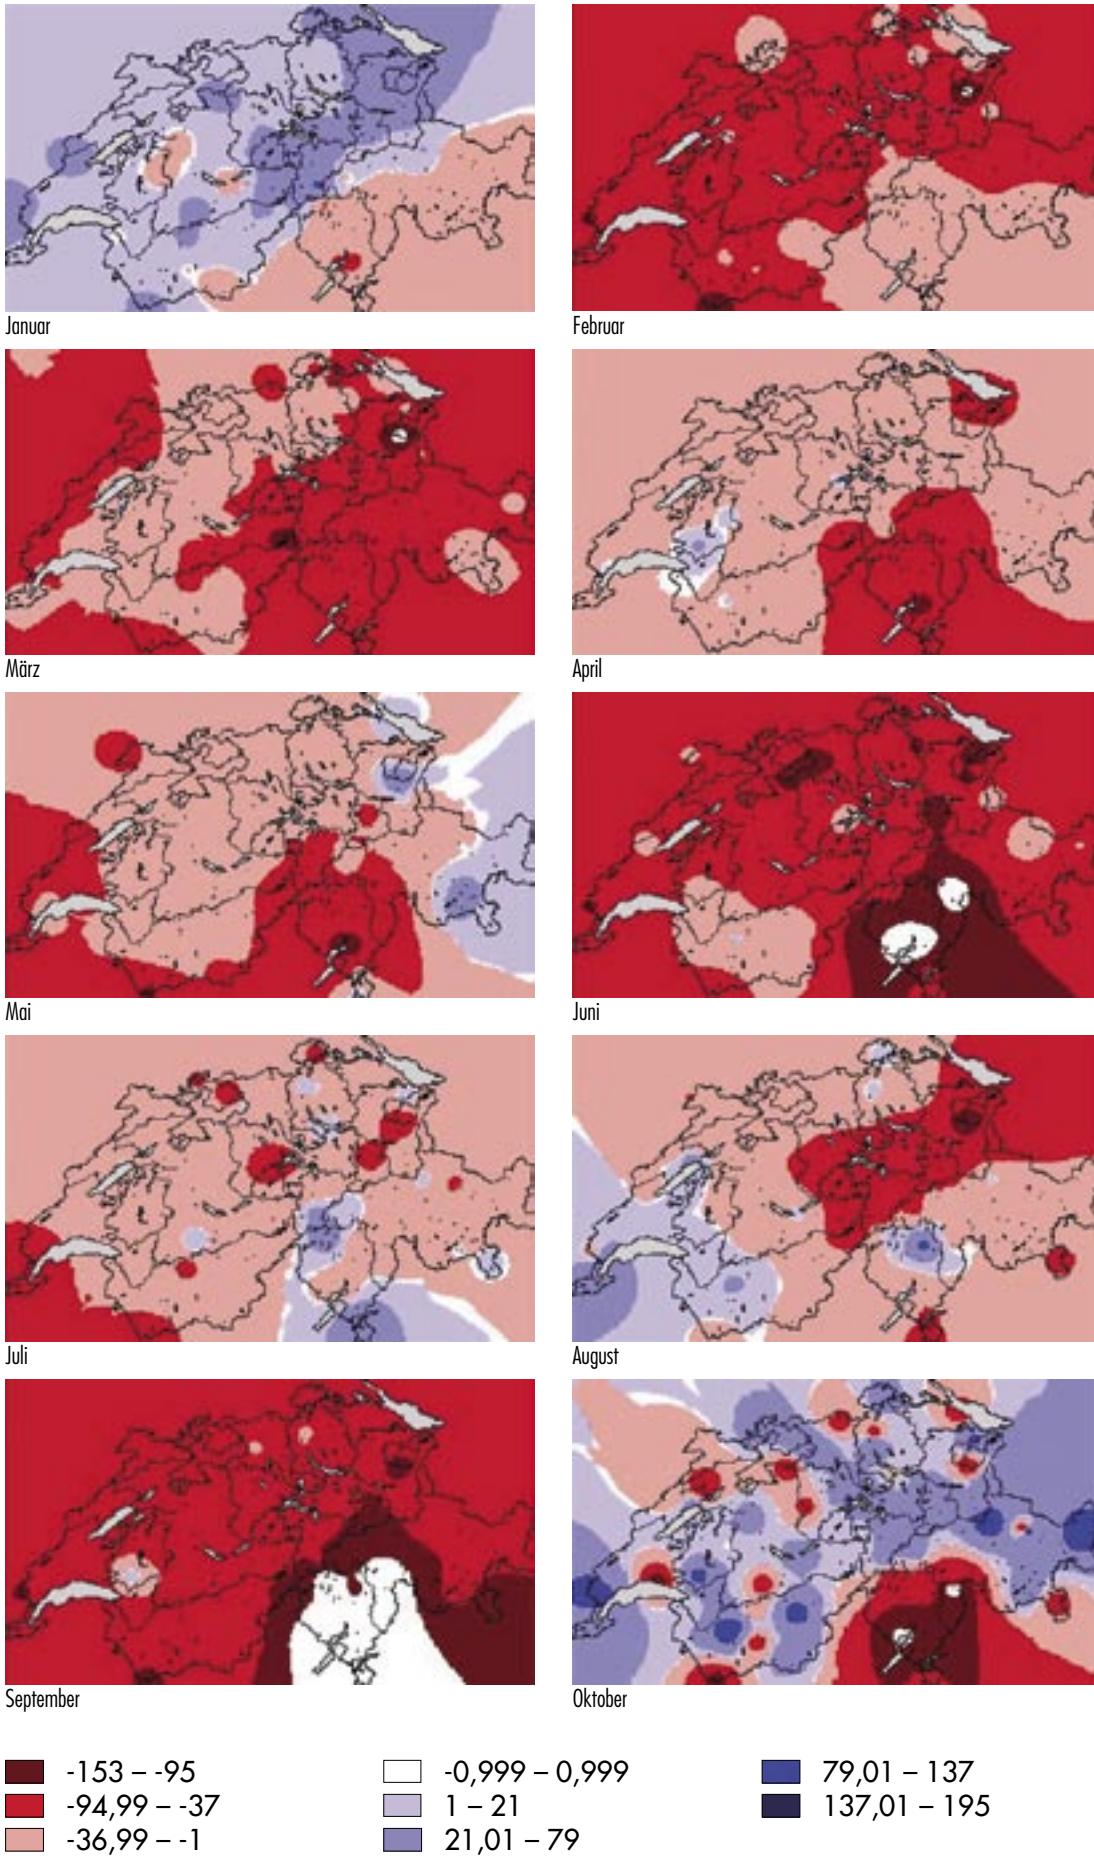 Januar
Februar
März
April
Mai
Juni
Juli
August
September
Oktober
-153 – -95
-94,99 – -37
-36,99 – -1
-0,999 – 0,999
1 – 21
21,01 – 79
79,01 – 137
137,01 – 195